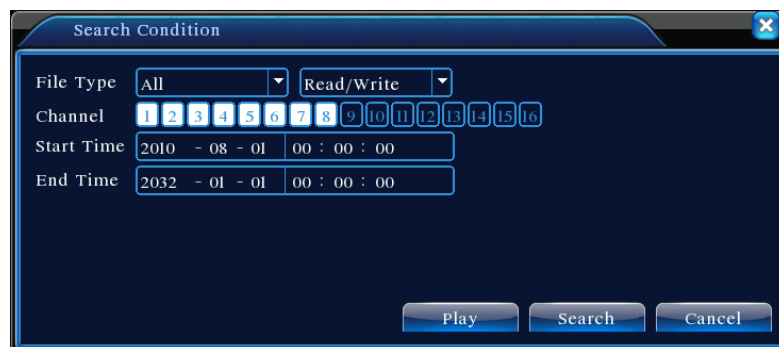 Search Condition
File Type All Read/Write
Channel 1 2 3 4 5 6 7 8 9 10 11 12 13 14 15 16
Start Time 2010 - 08 - 01 00 : 00 : 00
End Time 2032 - 01 - 01 00 : 00 : 00
Play Search Cancel